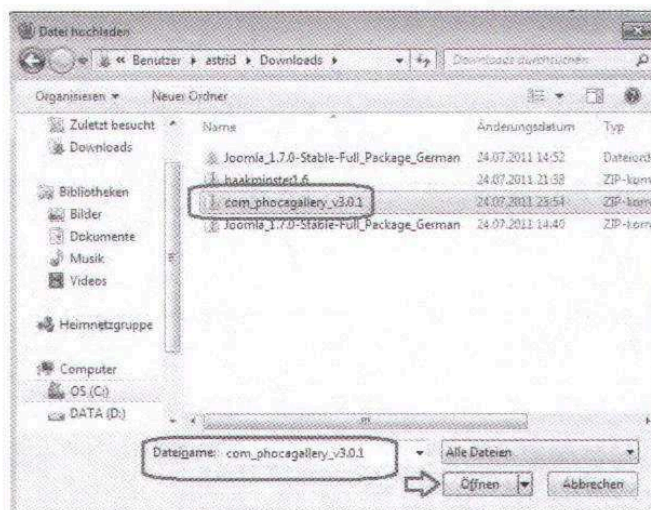 Datei hochladen
« Benutzer astrid Downloads Downloads durchsuchen
Organisieren Neuer Ordner
Zuletzt besucht
Downloads
Bibliotheken
Bilder
Dokumente
Musik
Videos
Heimnetzgruppe
Computer
OS (C:)
DATA (D:)
Name Änderungsdatum Typ
Joomla_1.7.0-Stable-Full_Package_German 24.07.2011 14:52 Dateiord
haakminster1.6 24.07.2011 21:38 ZIP-kom
com_phocagallery_v3.0.1 24.07.2011 23:54 ZIP-kom
Joomla_1.7.0-Stable-Full_Package_German 24.07.2011 14:40 ZIP-kom
Dateiname: com_phocagallery_v3.0.1 Alle Dateien
Öffnen Abbrechen